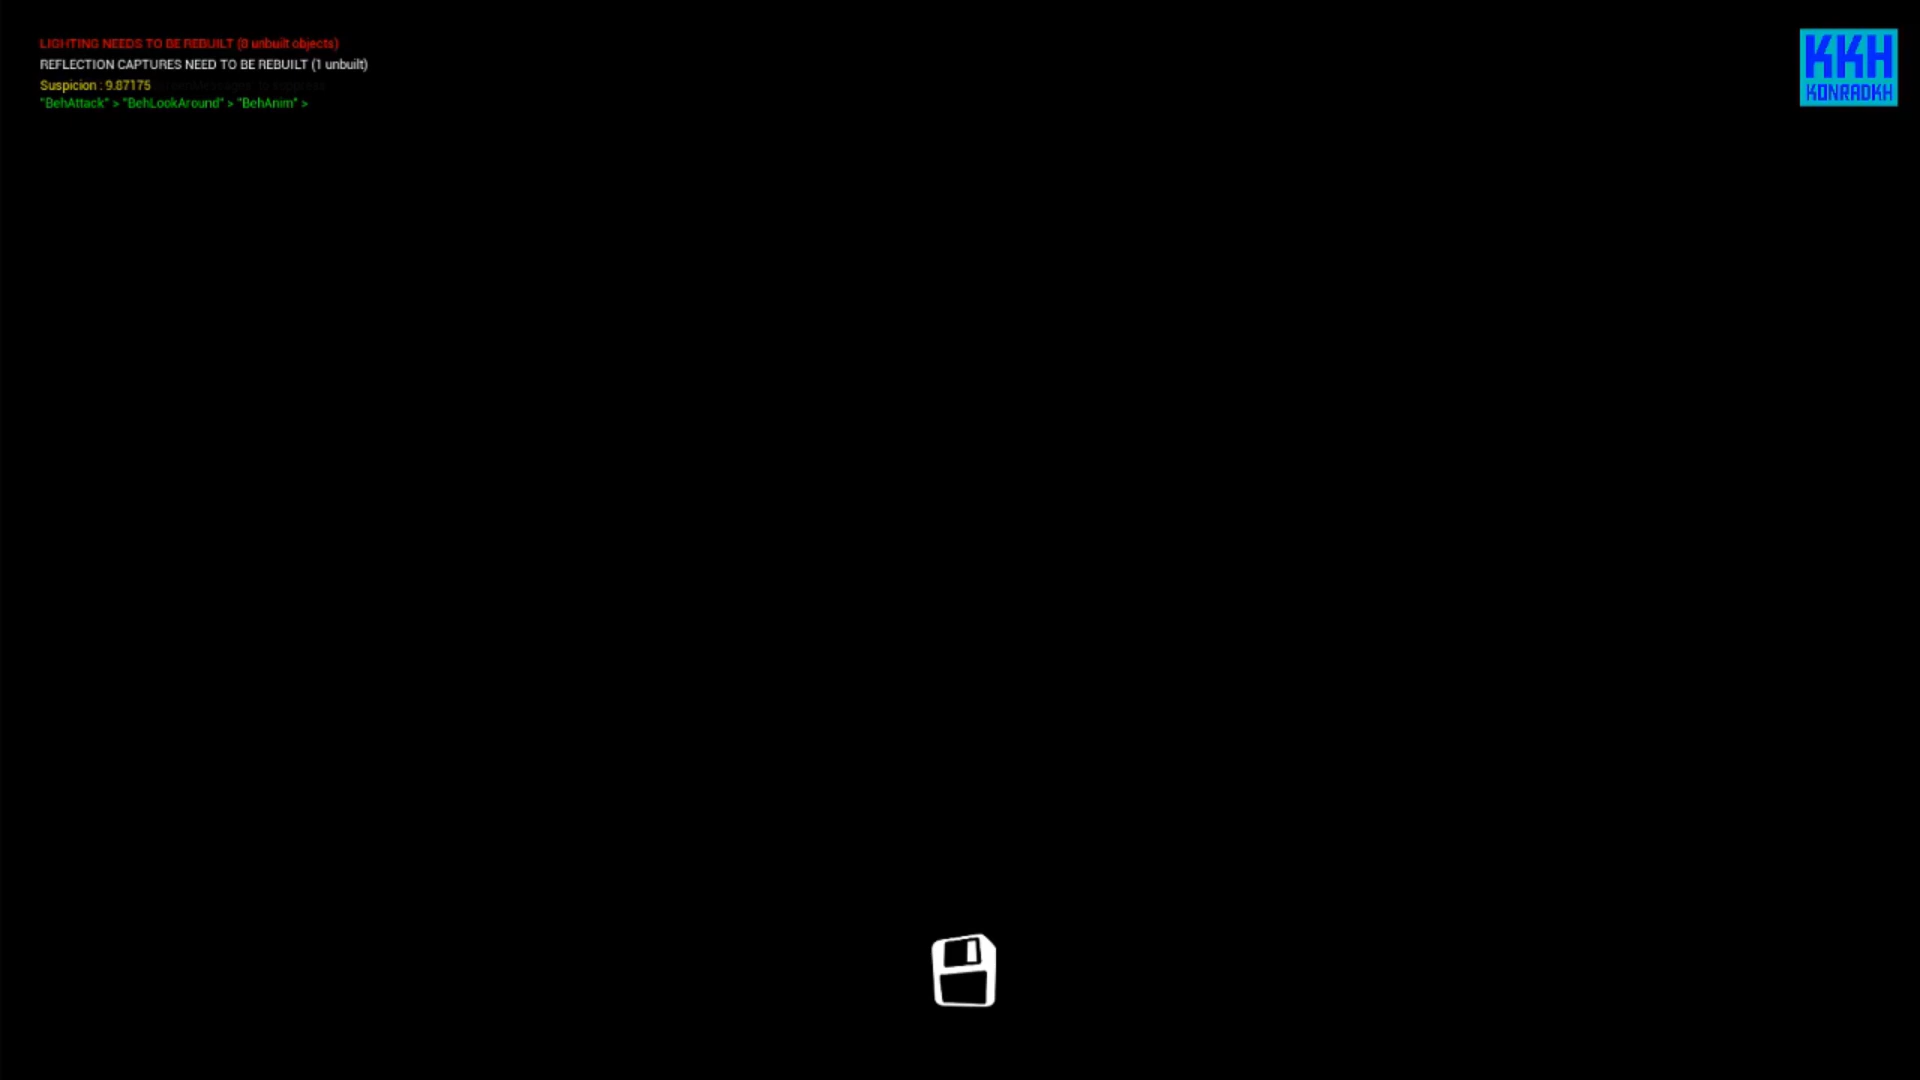 LIGHTING NEEDS TO BE REBUILT (8 unbuilt objects)
REFLECTION CAPTURES NEED TO BE REBUILT (1 unbuilt)
Suspicion : 9.87175
"BehAttack" > "BehLookAround" > "BehAnim" >
KKH
KONRADKH